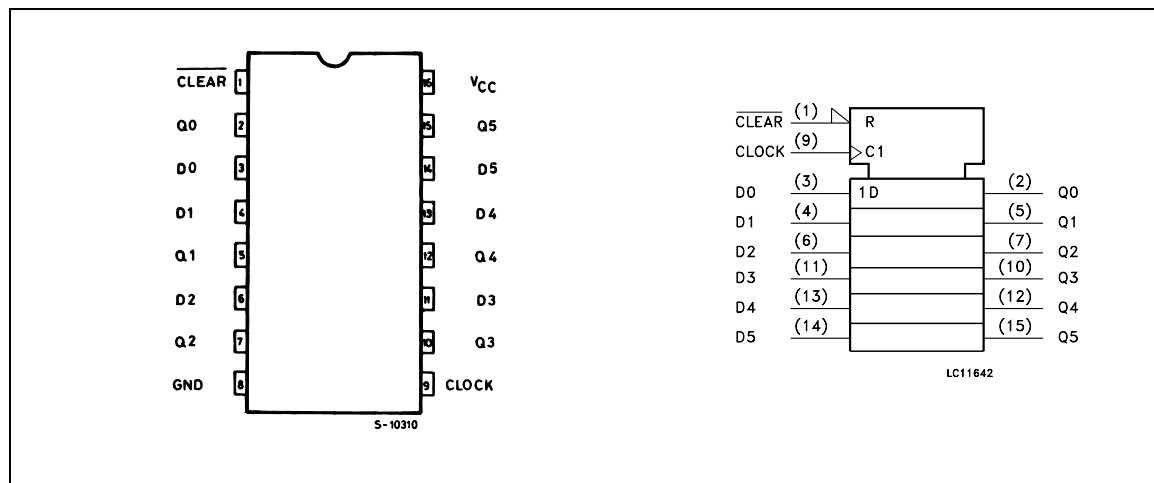 CLEAR 1 16 VCC
Q0 2 15 Q5
D0 3 14 D5
D1 4 13 D4
Q1 5 12 Q4
D2 6 11 D3
Q2 7 10 Q3
GND 8 9 CLOCK
S-10310
CLEAR (1) R
CLOCK (9) C1
D0 (3) 1D (2) Q0
D1 (4) (5) Q1
D2 (6) (7) Q2
D3 (11) (10) Q3
D4 (13) (12) Q4
D5 (14) (15) Q5
LC11642